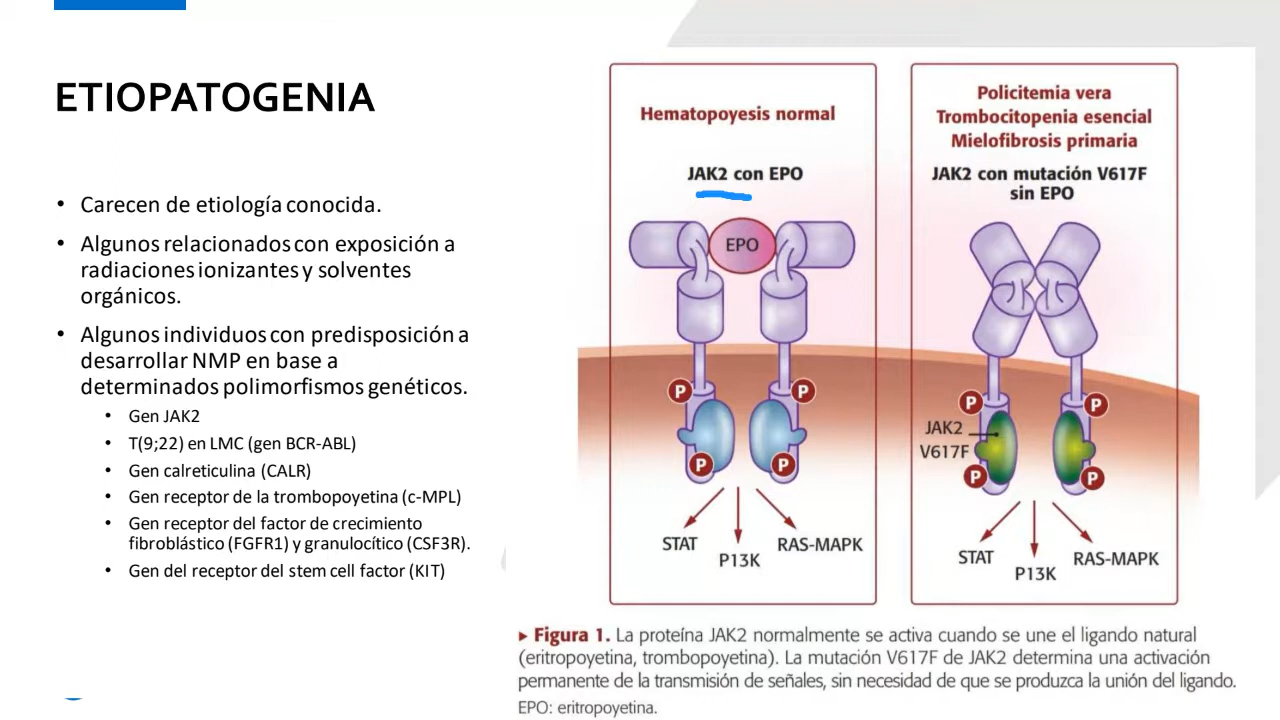 ETIOPATOGENIA
• Carecen de etiología conocida.
• Algunos relacionados con exposición a
radiaciones ionizantes y solventes
orgánicos.
• Algunos individuos con predisposición a
desarrollar NMP en base a
determinados polimorfismos genéticos.
• Gen JAK2
• T(9;22) en LMC (gen BCR-ABL)
• Gen calreticulina (CALR)
• Gen receptor de la trombopoyetina (c-MPL)
• Gen receptor del factor de crecimiento
fibroblástico (FGFR1) y granulocítico (CSF3R).
• Gen del receptor del stem cell factor (KIT)
Hematopoyesis normal
JAK2 con EPO
EPO
P
P
P
P
STAT
P13K
RAS-MAPK
Policitemia vera
Trombocitopenia esencial
Mielofibrosis primaria
JAK2 con mutación V617F
sin EPO
P
P
JAK2
V617F
P
P
STAT
P13K
RAS-MAPK
▸ Figura 1. La proteína JAK2 normalmente se activa cuando se une el ligando natural
(eritropoyetina, trombopoyetina). La mutación V617F de JAK2 determina una activación
permanente de la transmisión de señales, sin necesidad de que se produzca la unión del ligando.
EPO: eritropoyetina.